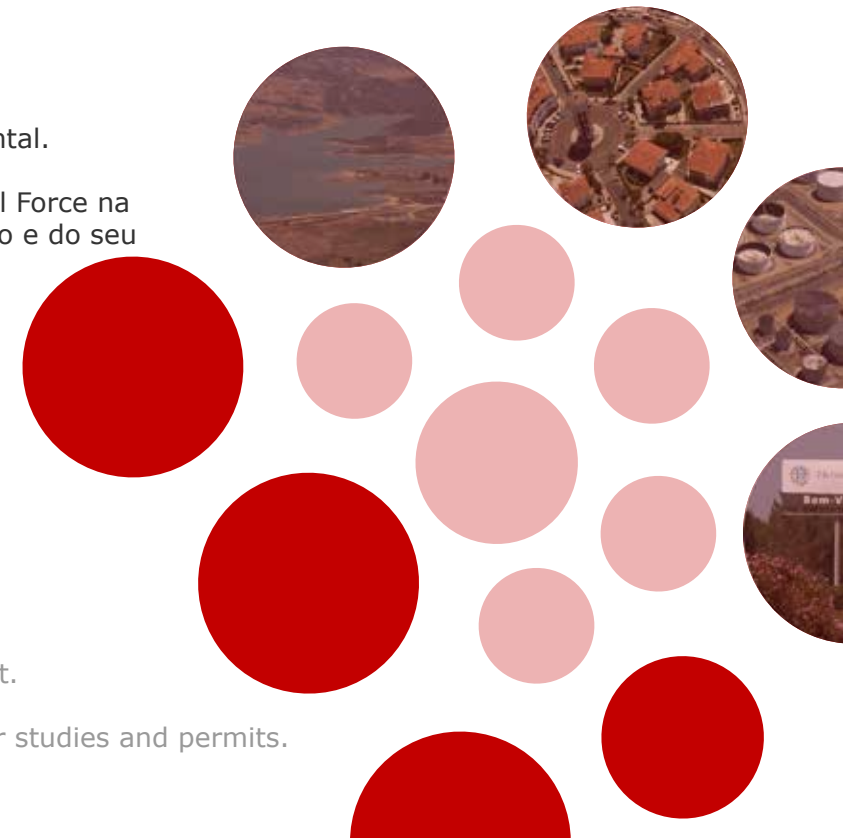 ntal.
l Force na
o e do seu
Bem-V
t.
r studies and permits.